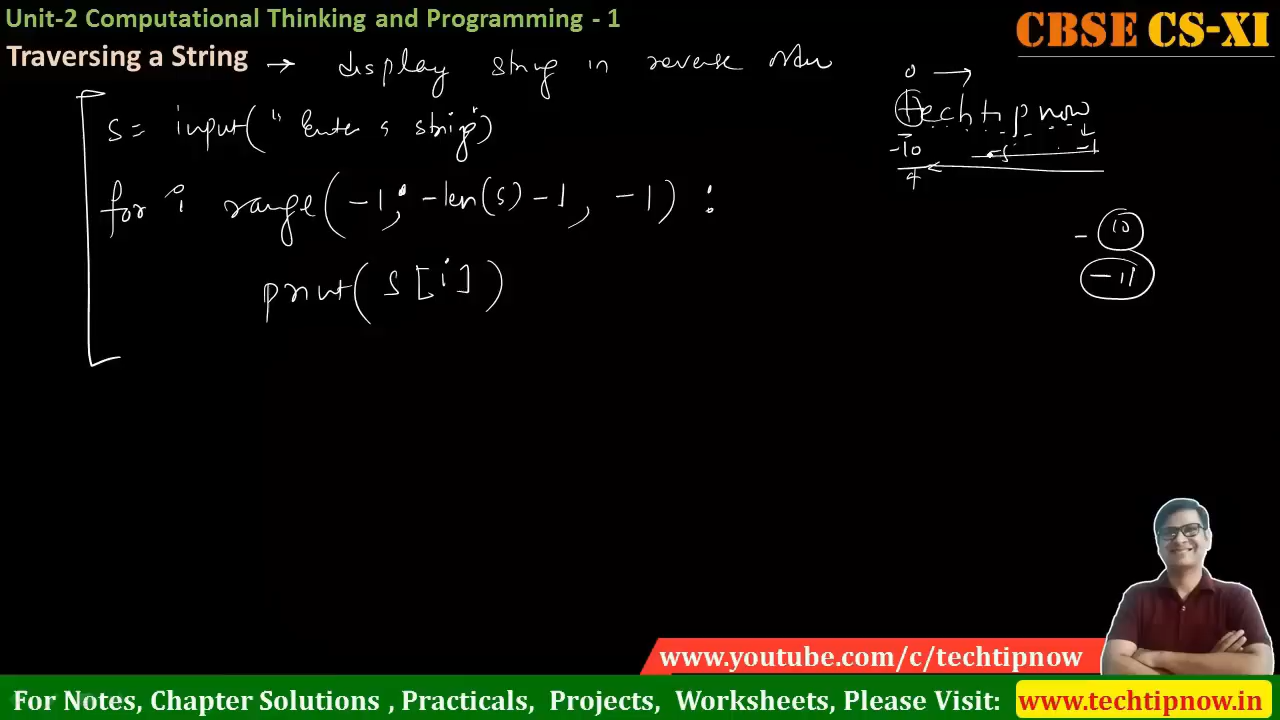 Unit-2 Computational Thinking and Programming - 1
CBSE CS-XI
Traversing a String → display string in reverse
0 →
techtipnow
-10 -5 -1
s= input("Enter a string")
for i range(-1, -len(s)-1, -1) :
print(s[i])
- 10
-11
www.youtube.com/c/techtipnow
For Notes, Chapter Solutions , Practicals, Projects, Worksheets, Please Visit: www.techtipnow.in